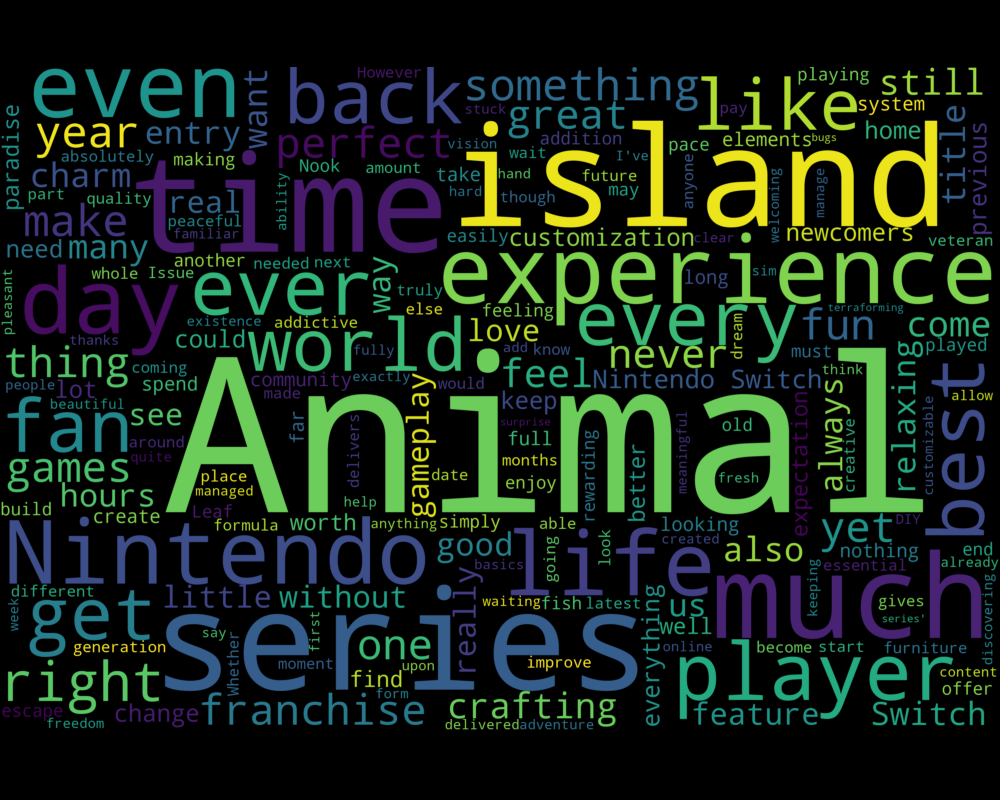 However
playing
even
want
back
something
like
still
stuck
great
pay
system
paradise
year
entry
perfect
vision
addition
elements
bugs
home
title
previous
absolutely
making
Nook
amount
take
wait
I've
pace
island
charm
time
hard
hand
future
anyone
welcoming
manage
part
quality
real
ability
though
may
make
peaceful
familiar
easily
customization
clear
newcomers
veteran
need
many
another
needed
next
way
experience
long
sim
pleasant
whole
Issue
day
ever
truly
else
feeling
every
dream
terraforming
thanks
existence
addictive
love
fun
come
could
world
fully
add
know
never
must
played
thing
coming
exactly
feel
Nintendo Switch
think
relaxing
people
lot
spend
community
would
keep
always
creative
customizable
allow
best
beautiful
made
gameplay
surprise
fan
see
far
delivers
Animal
full
rewarding
better
meaningful
expectation
old
around
quite
games
place
managed
date
months
enjoy
fresh
build
hours
create
Leaf
help
formula
worth
anything
simply
able
looking
go
yet
DIY
Nintendo
good
basics
going
look
created
also
nothing
end
already
life
essential
different
little
without
really
waiting
fish
latest
everything
us
much
keeping
gives
series'
discovering
week
get
say
first
series
one
well
online
become
start
furniture
generation
Whether
moment
upon
improve
player
content
right
find
form
offer
escape
freedom
change
franchise
crafting
delivered
adventure
feature
Switch